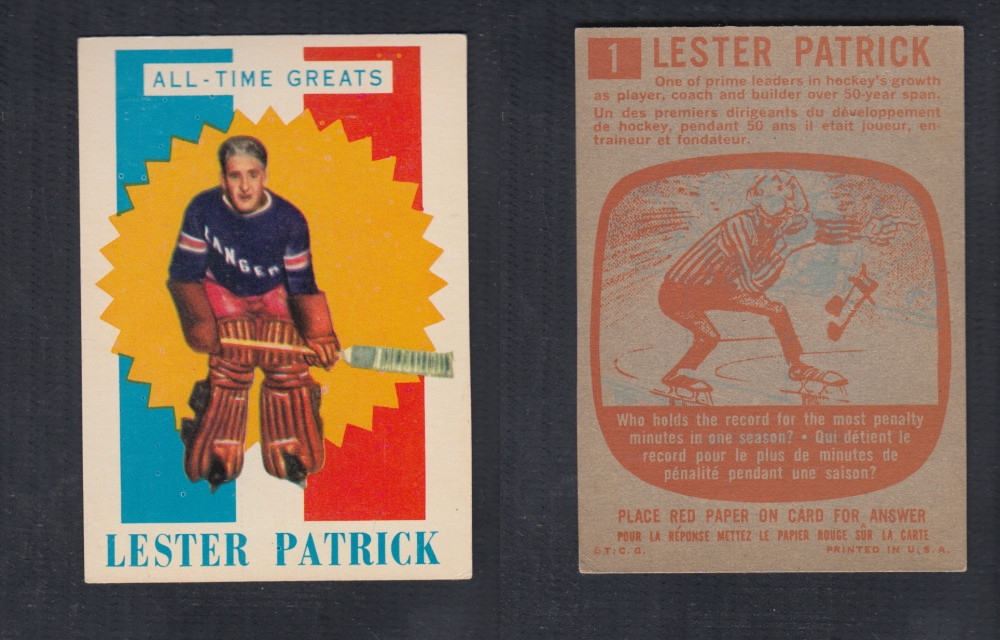 ALL-TIME GREATS
RANGER
LESTER PATRICK
1
LESTER PATRICK
One of prime leaders in hockey's growth
as player, coach and builder over 50-year span.
Un des premiers dirigeants du développement
de hockey, pendant 50 ans il etait joueur, en-
traineur et fondateur.
Who holds the record for the most penalty
minutes in one season? • Qui détient le
record pour le plus de minutes de
pénalité pendant une saison?
PLACE RED PAPER ON CARD FOR ANSWER
POUR LA RÉPONSE METTEZ LE PAPIER ROUGE SÛR LA CARTE
© T.C.G.
PRINTED IN U.S.A.